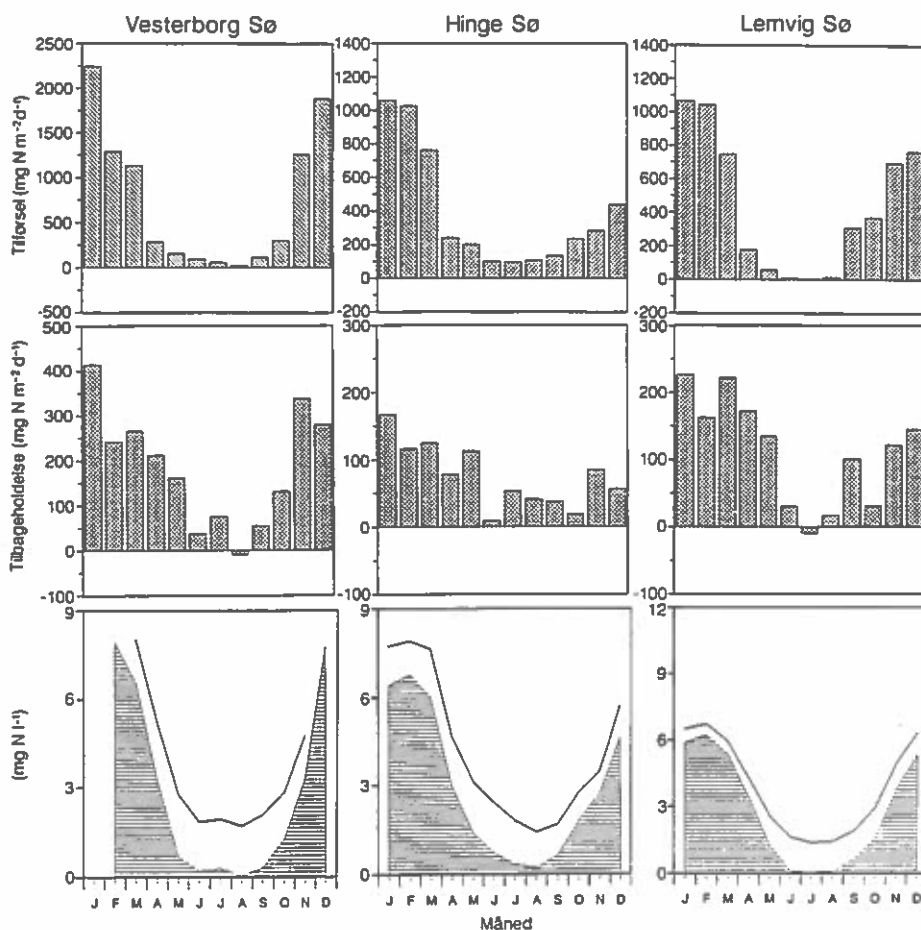 Vesterborg Sø Hinge Sø Lemvig Sø
Tilførsel (mg N m⁻² d⁻¹)
2500 2000 1500 1000 500 0 -500
1400 1200 1000 800 600 400 200 0 -200
1400 1200 1000 800 600 400 200 0 -200
Tilbageholdelse (mg N m⁻² d⁻¹)
500 400 300 200 100 0 -100
300 200 100 0 -100
300 200 100 0 -100
(mg N l⁻¹)
9 6 3 0
9 6 3 0
12 9 6 3 0
J F M A M J J A S O N D
J F M A M J J A S O N D
J F M A M J J A S O N D
Måned